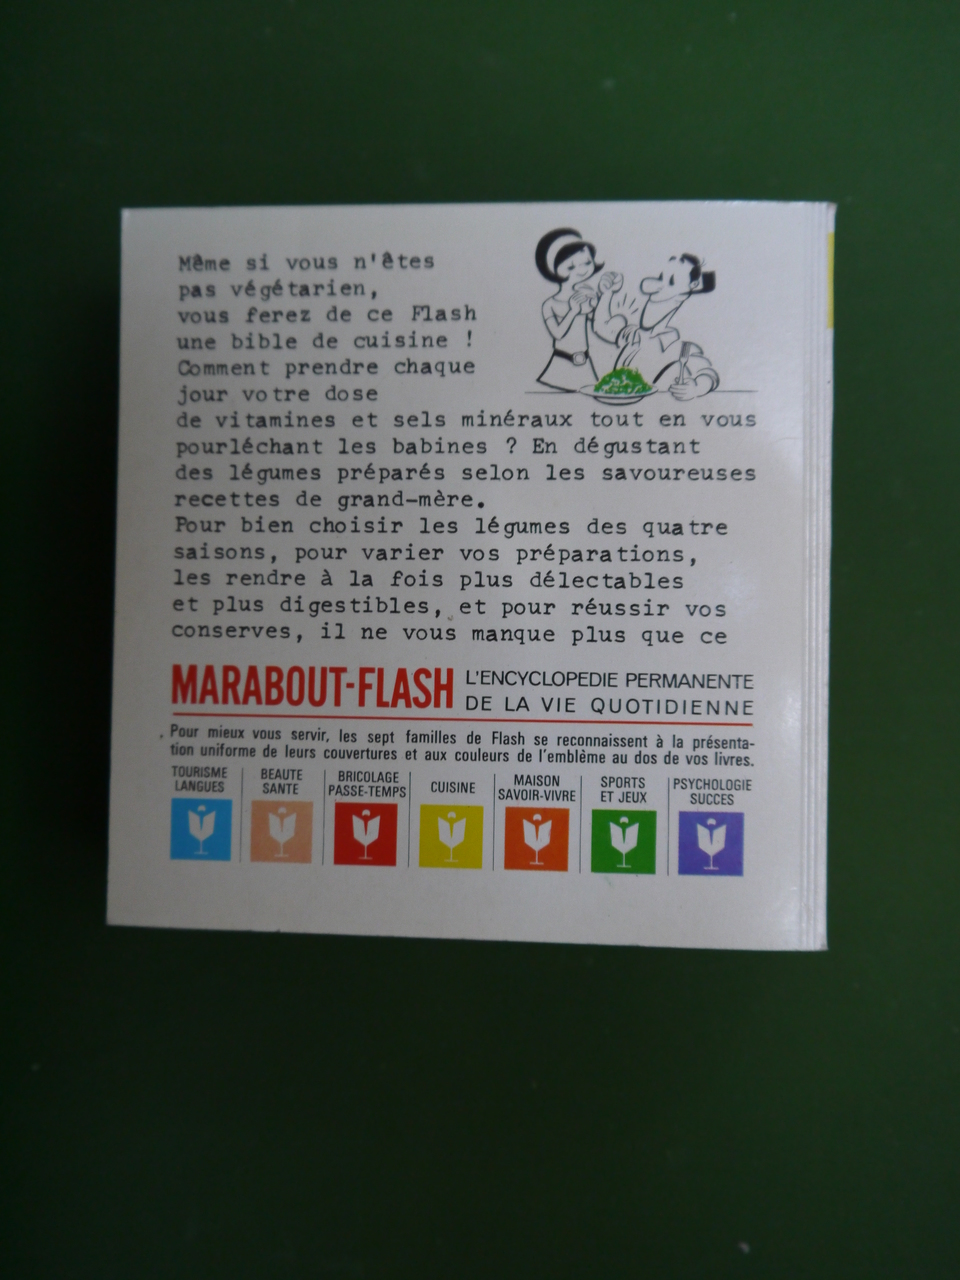 Même si vous n'êtes
pas végétarien,
vous ferez de ce Flash
une bible de cuisine !
Comment prendre chaque
jour votre dose
de vitamines et sels minéraux tout en vous
pourléchant les babines ? En dégustant
des légumes préparés selon les savoureuses
recettes de grand-mère.
Pour bien choisir les légumes des quatre
saisons, pour varier vos préparations,
les rendre à la fois plus délectables
et plus digestibles, et pour réussir vos
conserves, il ne vous manque plus que ce
MARABOUT-FLASH L'ENCYCLOPEDIE PERMANENTE
DE LA VIE QUOTIDIENNE
Pour mieux vous servir, les sept familles de Flash se reconnaissent à la présenta-
tion uniforme de leurs couvertures et aux couleurs de l'emblème au dos de vos livres.
TOURISME
LANGUES
BEAUTE
SANTE
BRICOLAGE
PASSE-TEMPS
CUISINE
MAISON
SAVOIR-VIVRE
SPORTS
ET JEUX
PSYCHOLOGIE
SUCCES